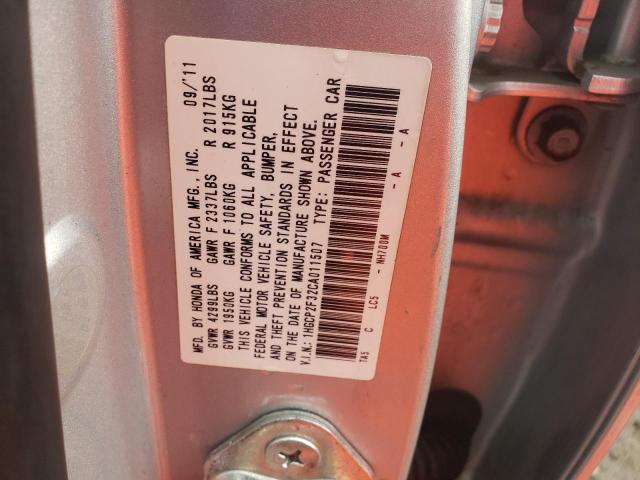 MFD. BY HONDA OF AMERICA MFG., INC. 09/'11
GVWR 4299LBS GAWR F 2337LBS R 2017LBS
GVWR 1950KG GAWR F 1060KG R 915KG
THIS VEHICLE CONFORMS TO ALL APPLICABLE
FEDERAL MOTOR VEHICLE SAFETY, BUMPER,
AND THEFT PREVENTION STANDARDS IN EFFECT
ON THE DATE OF MANUFACTURE SHOWN ABOVE.
V.I.N.: 1HGCP2F32CA011507 TYPE: PASSENGER CAR
TA5 C LC5 - NH700M - A - A